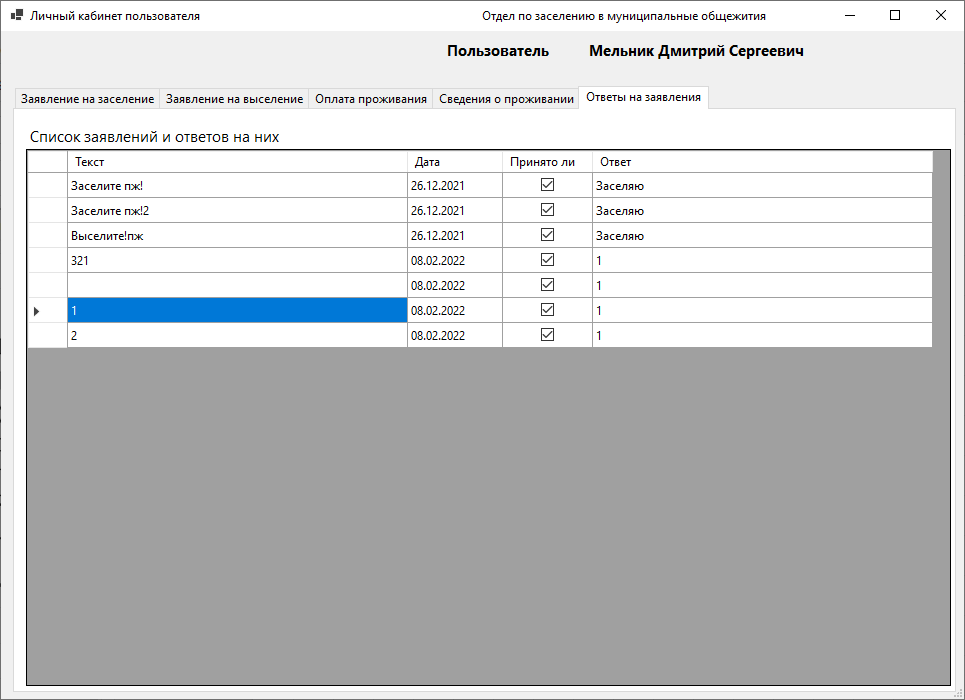 Личный кабинет пользователя Отдел по заселению в муниципальные общежития
Пользователь Мельник Дмитрий Сергеевич
Заявление на заселение Заявление на выселение Оплата проживания Сведения о проживании Ответы на заявления
Список заявлений и ответов на них
Текст Дата Принято ли Ответ
Заселите пж! 26.12.2021 Заселяю
Заселите пж!2 26.12.2021 Заселяю
Выселите!пж 26.12.2021 Заселяю
321 08.02.2022 1
08.02.2022 1
1 08.02.2022 1
2 08.02.2022 1